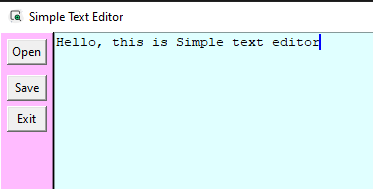 Simple Text Editor
Open
Hello, this is Simple text editor
Save
Exit